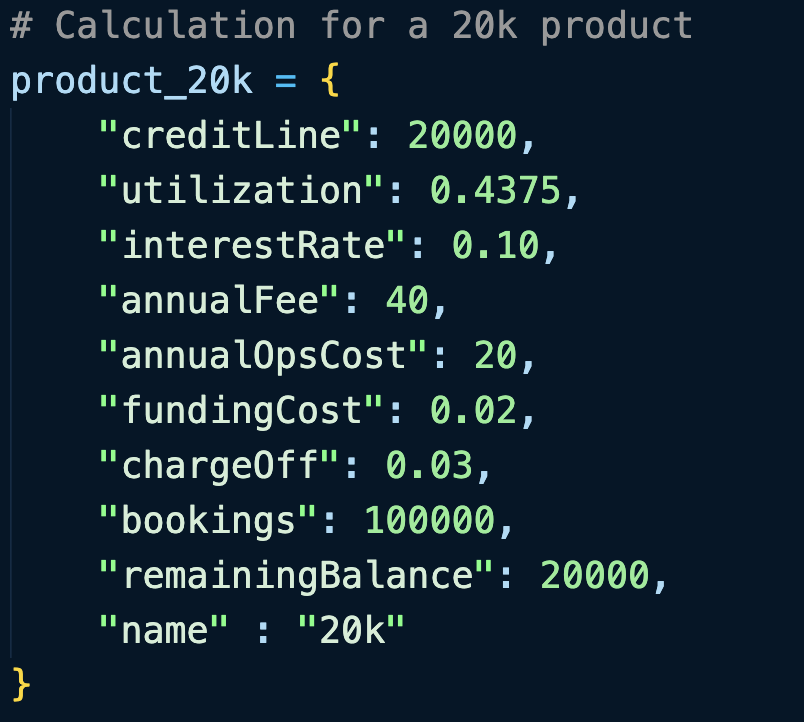 # Calculation for a 20k product
product_20k = {
    "creditLine": 20000,
    "utilization": 0.4375,
    "interestRate": 0.10,
    "annualFee": 40,
    "annualOpsCost": 20,
    "fundingCost": 0.02,
    "chargeOff": 0.03,
    "bookings": 100000,
    "remainingBalance": 20000,
    "name" : "20k"
}